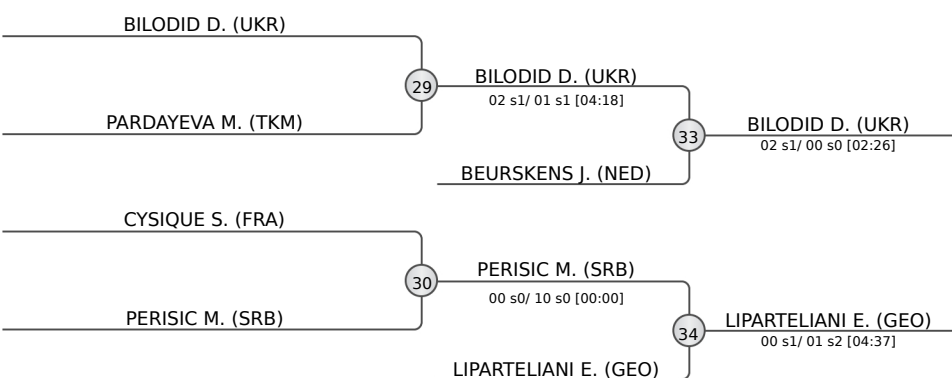 BILODID D. (UKR)
29
PARDAYEVA M. (TKM)
BILODID D. (UKR)
02 s1/ 01 s1 [04:18]
33
BEURSKENS J. (NED)
BILODID D. (UKR)
02 s1/ 00 s0 [02:26]
CYSIQUE S. (FRA)
30
PERISIC M. (SRB)
PERISIC M. (SRB)
00 s0/ 10 s0 [00:00]
34
LIPARTELIANI E. (GEO)
LIPARTELIANI E. (GEO)
00 s1/ 01 s2 [04:37]